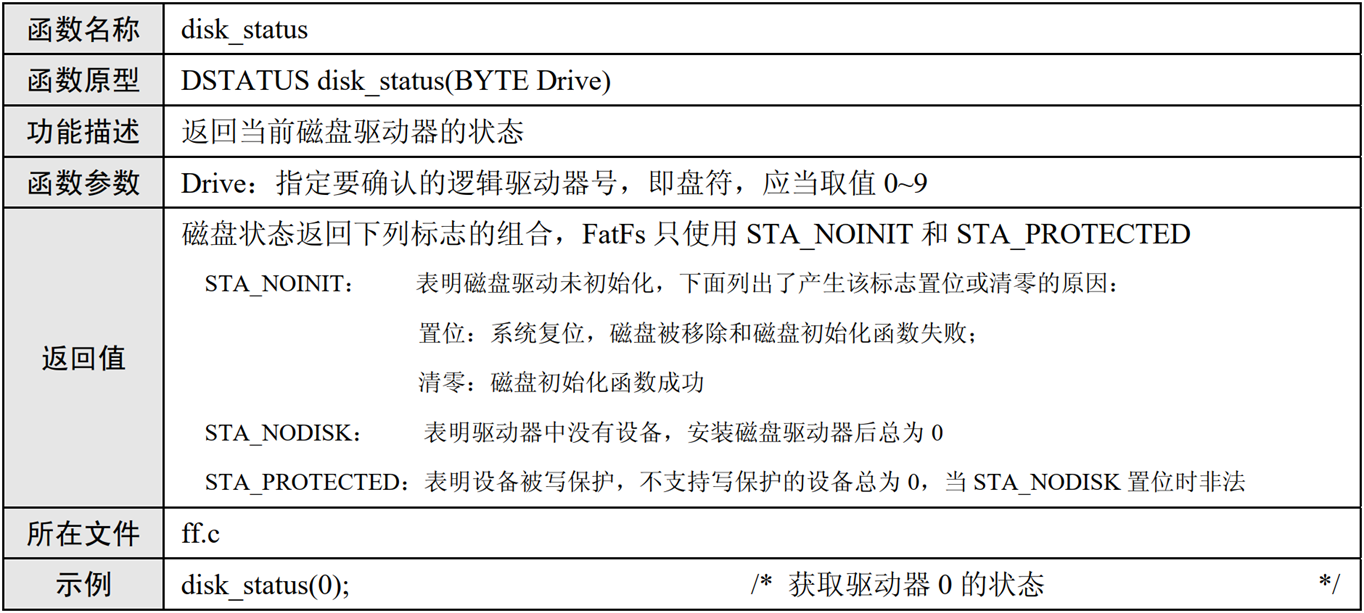 函数名称 disk_status
函数原型 DSTATUS disk_status(BYTE Drive)
功能描述 返回当前磁盘驱动器的状态
函数参数 Drive：指定要确认的逻辑驱动器号，即盘符，应当取值 0~9
返回值
磁盘状态返回下列标志的组合，FatFs 只使用 STA_NOINIT 和 STA_PROTECTED
STA_NOINIT： 表明磁盘驱动未初始化，下面列出了产生该标志置位或清零的原因：
置位：系统复位，磁盘被移除和磁盘初始化函数失败；
清零：磁盘初始化函数成功
STA_NODISK： 表明驱动器中没有设备，安装磁盘驱动器后总为 0
STA_PROTECTED：表明设备被写保护，不支持写保护的设备总为 0，当 STA_NODISK 置位时非法
所在文件 ff.c
示例 disk_status(0); /* 获取驱动器 0 的状态 */